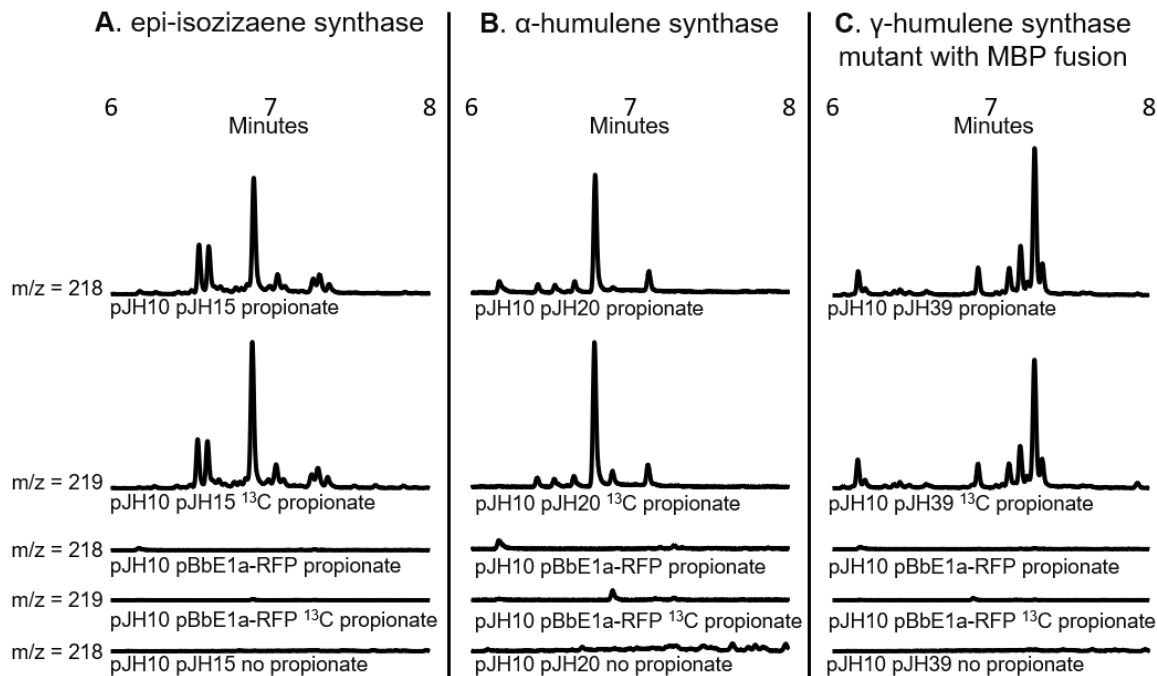 A. epi-isozizaene synthase
6 7 8
Minutes
m/z = 218
pJH10 pJH15 propionate
m/z = 219
pJH10 pJH15 ¹³C propionate
m/z = 218
pJH10 pBbE1a-RFP propionate
m/z = 219
pJH10 pBbE1a-RFP ¹³C propionate
m/z = 218
pJH10 pJH15 no propionate
B. α-humulene synthase
6 7 8
Minutes
pJH10 pJH20 propionate
pJH10 pJH20 ¹³C propionate
pJH10 pBbE1a-RFP propionate
pJH10 pBbE1a-RFP ¹³C propionate
pJH10 pJH20 no propionate
C. γ-humulene synthase
mutant with MBP fusion
6 7 8
Minutes
pJH10 pJH39 propionate
pJH10 pJH39 ¹³C propionate
pJH10 pBbE1a-RFP propionate
pJH10 pBbE1a-RFP ¹³C propionate
pJH10 pJH39 no propionate